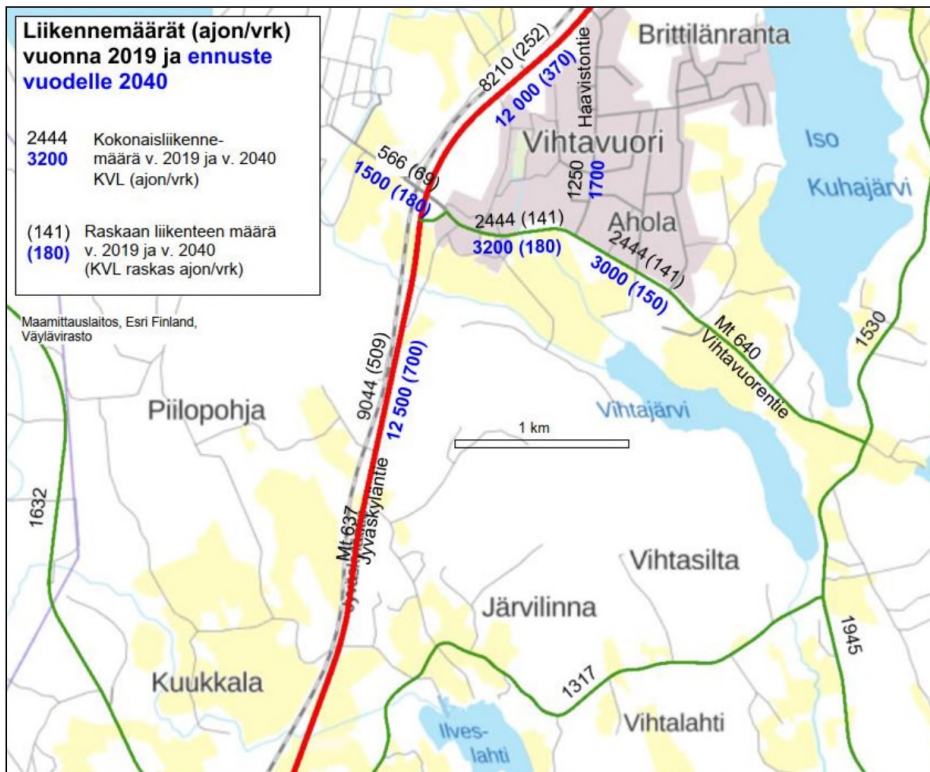 Liikennemäärät (ajon/vrk)
vuonna 2019 ja ennuste
vuodelle 2040
2444 Kokonaisliikenne-
3200 määrä v. 2019 ja v. 2040
KVL (ajon/vrk)
(141) Raskaan liikenteen määrä
(180) v. 2019 ja v. 2040
(KVL raskas ajon/vrk)
Maamittauslaitos, Esri Finland,
Väylävirasto
8210 (252)
12 000 (370)
Haavistontie
Brittilänranta
Vihtavuori
Iso
Kuhajärvi
566 (69)
1500 (180)
1250
1700
Ahola
2444 (141)
3200 (180)
2444 (141)
3000 (150)
Mt 640
Vihtavuorentie
1530
9044 (509)
12 500 (700)
Piilopohja
Vihtajärvi
1 km
1632
Mt 637
Jyväskyläntie
Vihtasilta
Järvilinna
1945
1317
Kuukkala
Ilves-
lahti
Vihtalahti